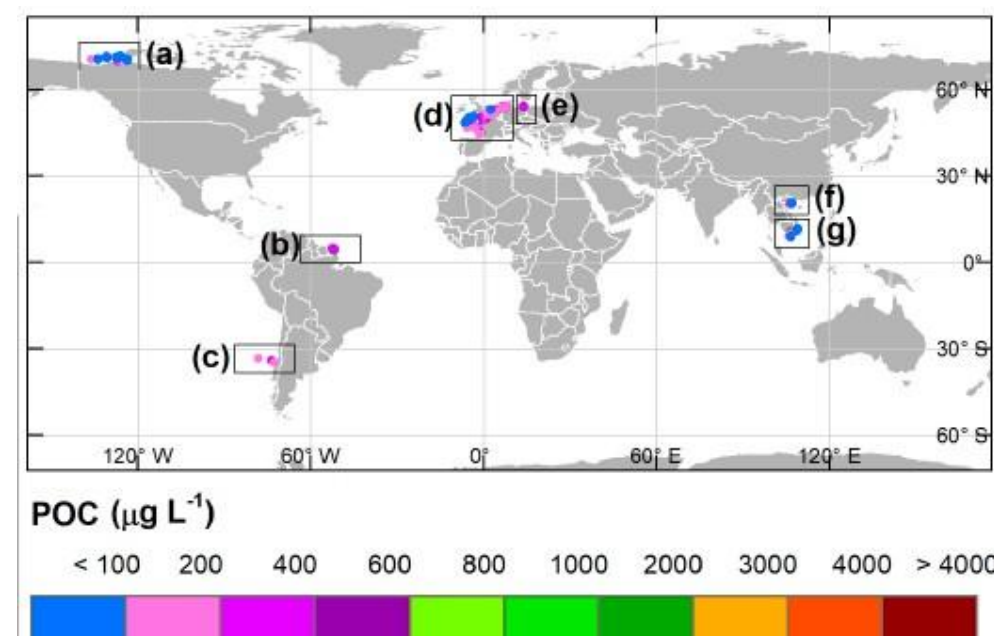 (a)
60° N
(d)
(e)
30° N
(f)
(g)
(b)
0°
(c)
30° S
60° S
120° W 60° W 0° 60° E 120° E
POC (µg L⁻¹)
< 100 200 400 600 800 1000 2000 3000 4000 > 4000